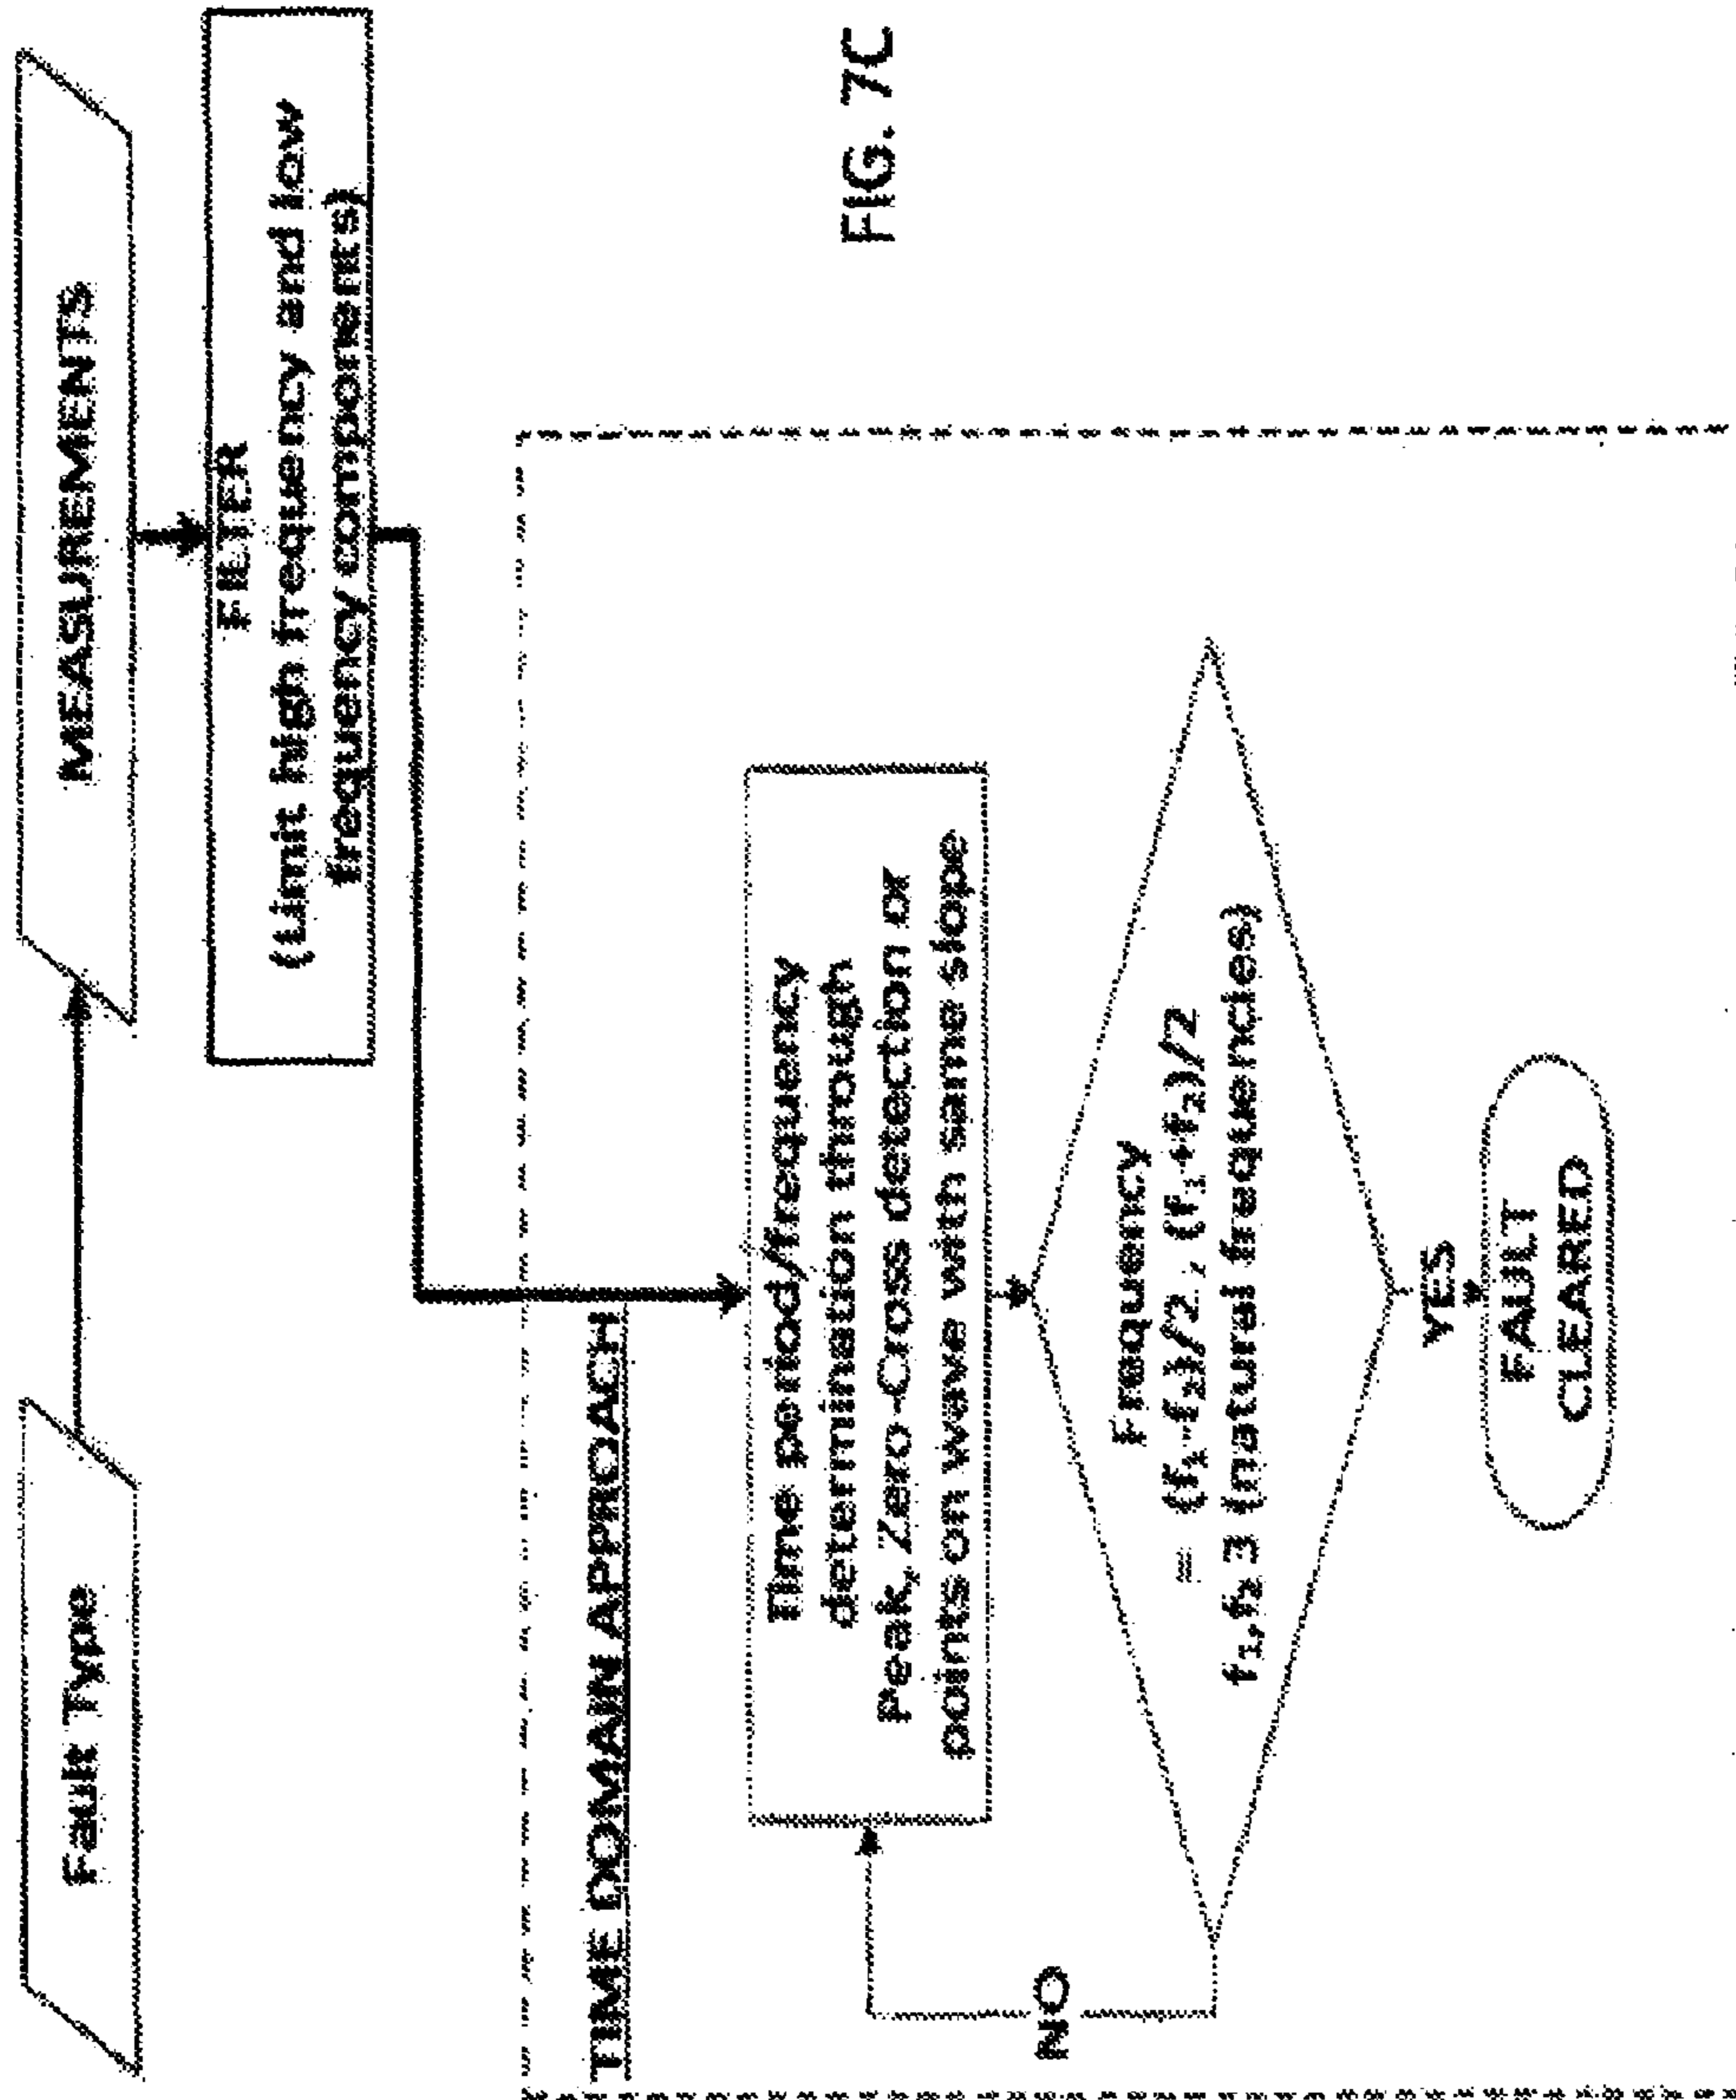 Fault Type
MEASUREMENTS
FILTER
(Limit high frequency and low
frequency components)
TIME DOMAIN APPROACH
Time period/frequency
determination through
Peak, Zero-Cross detection or
points on wave with same slope
Frequency
= (f₁-f₂)/2, (f₁+f₂)/2
f₁,f₂ 3 (natural frequencies)
NO
YES
FAULT
CLEARED
FIG. 7C